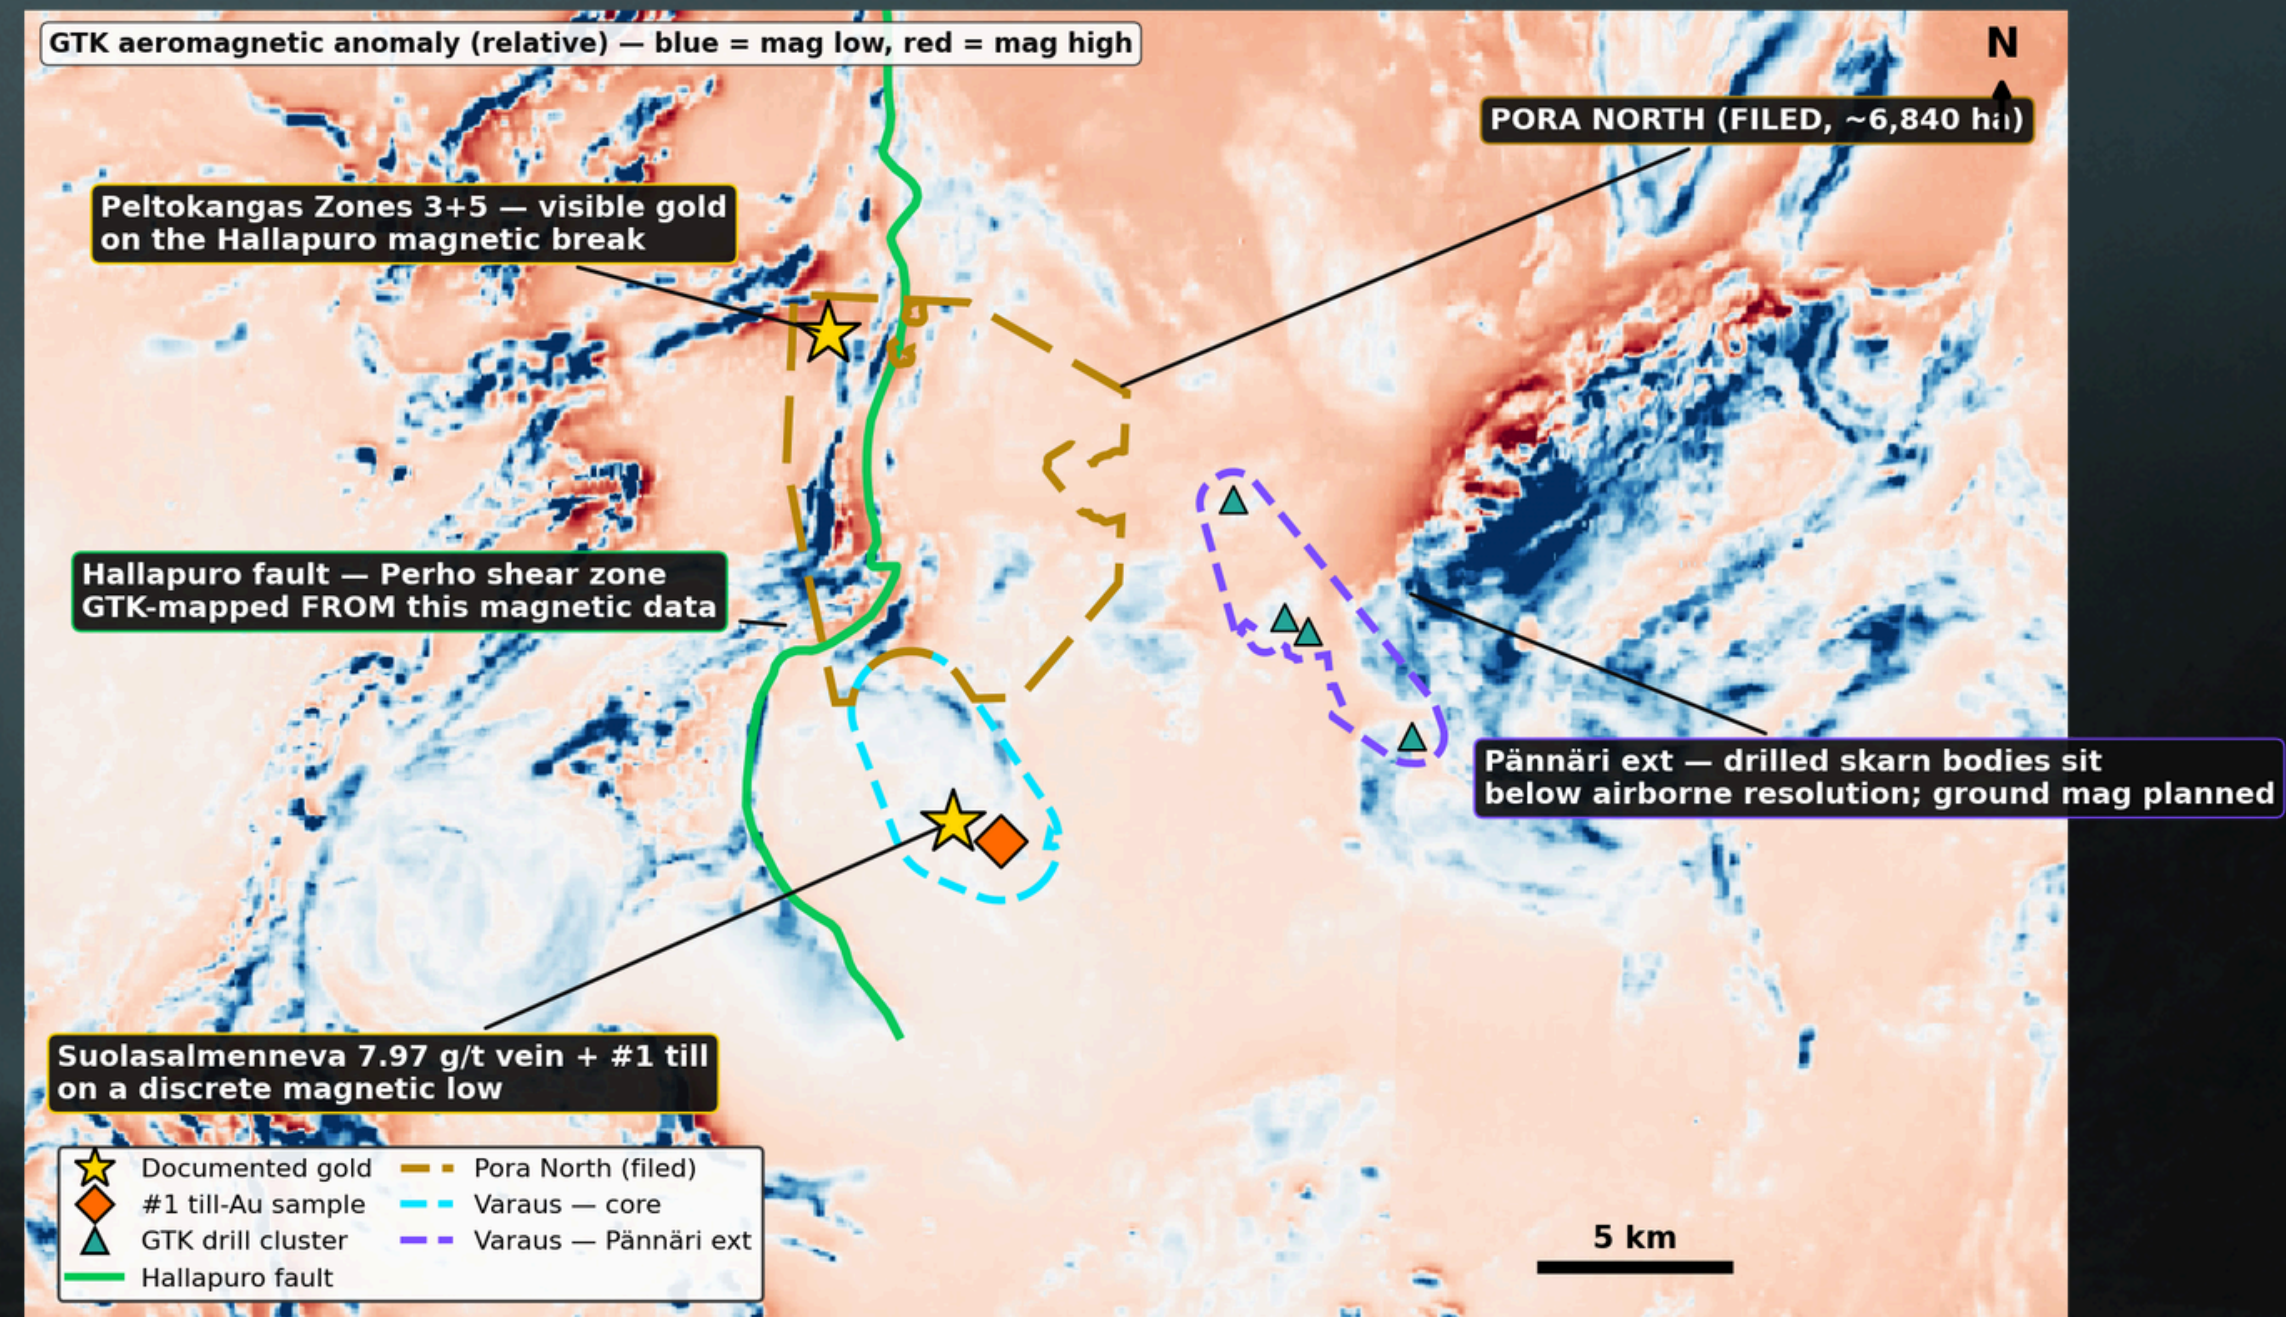 GTK aeromagnetic anomaly (relative) — blue = mag low, red = mag high
N
PORA NORTH (FILED, ~6,840 ha)
Peltokangas Zones 3+5 — visible gold
on the Hallapuro magnetic break
Hallapuro fault — Perho shear zone
GTK-mapped FROM this magnetic data
Pännäri ext — drilled skarn bodies sit
below airborne resolution; ground mag planned
Suolasalmenneva 7.97 g/t vein + #1 till
on a discrete magnetic low
Documented gold
#1 till-Au sample
GTK drill cluster
Hallapuro fault
Pora North (filed)
Varaus — core
Varaus — Pännäri ext
5 km